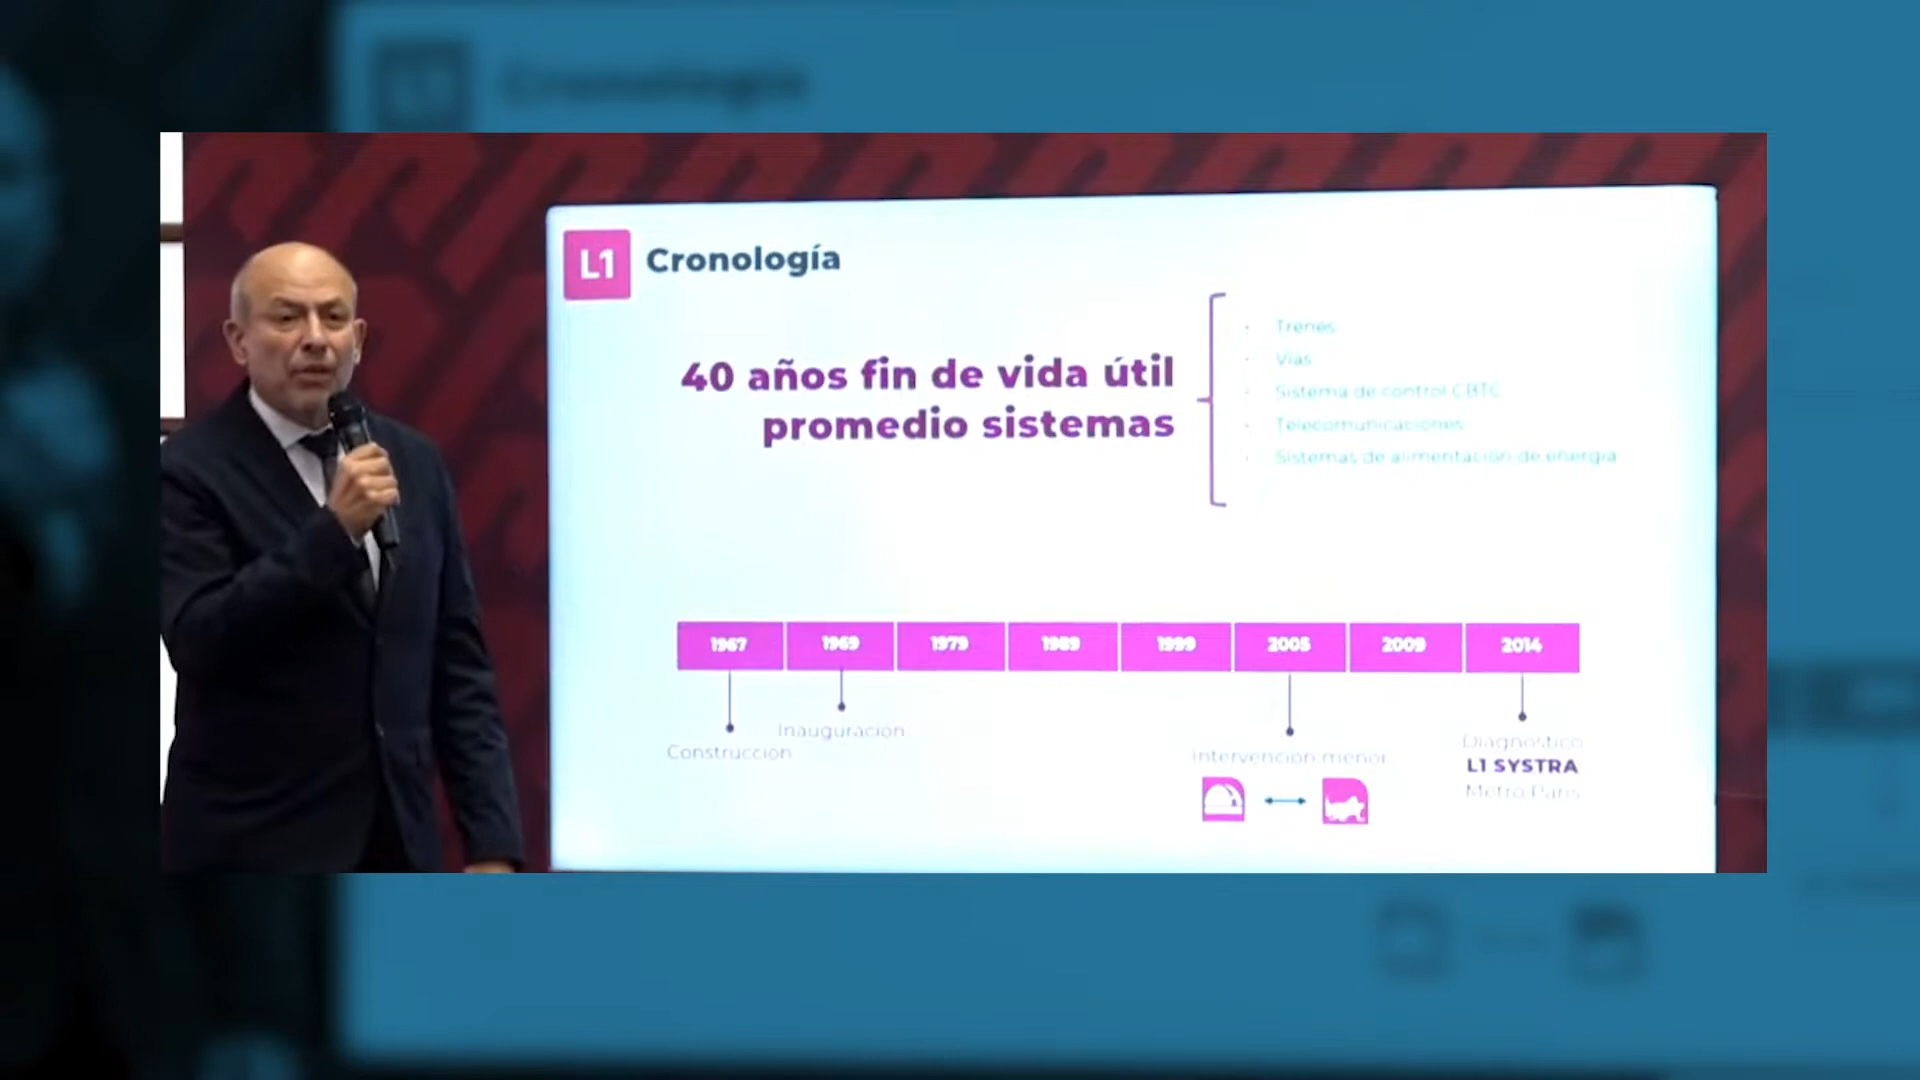 L1 Cronología
40 años fin de vida útil
promedio sistemas
Trenes
Vías
Sistema de control CBTC
Telecomunicaciones
Sistemas de alimentación de energía
1967 1969 1979 1989 1999 2005 2009 2014
Inauguración
Construcción
Intervención menor
Diagnóstico
L1 SYSTRA
Metro París